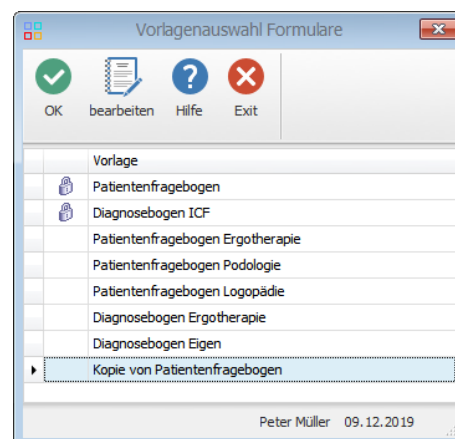 Vorlagenauswahl Formulare
OK bearbeiten Hilfe Exit
Vorlage
Patientenfragebogen
Diagnosebogen ICF
Patientenfragebogen Ergotherapie
Patientenfragebogen Podologie
Patientenfragebogen Logopädie
Diagnosebogen Ergotherapie
Diagnosebogen Eigen
Kopie von Patientenfragebogen
Peter Müller 09.12.2019